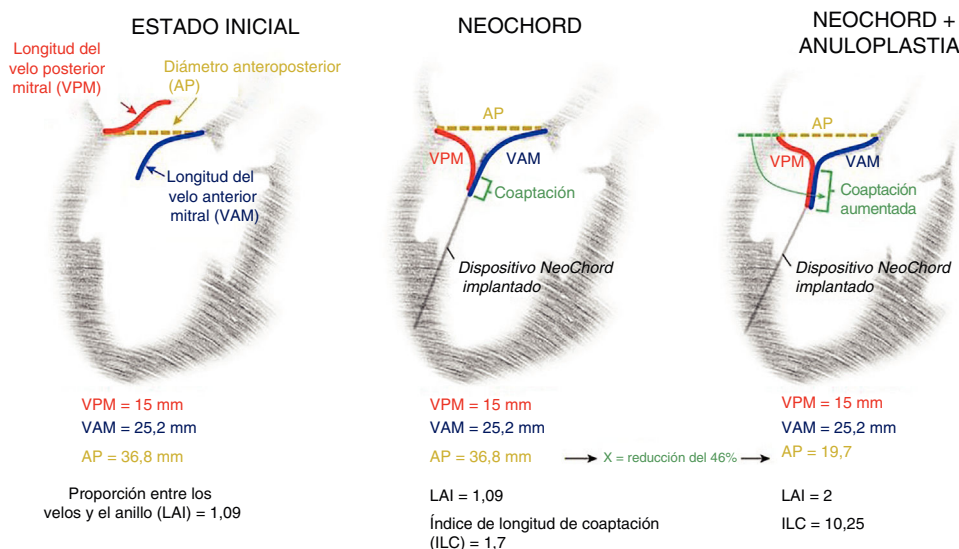 ESTADO INICIAL
Longitud del
velo posterior
mitral (VPM)
Diámetro anteroposterior
(AP)
Longitud del
velo anterior
mitral (VAM)
VPM = 15 mm
VAM = 25,2 mm
AP = 36,8 mm
Proporción entre los
velos y el anillo (LAI) = 1,09
NEOCHORD
AP
VPM
VAM
Coaptación
Dispositivo NeoChord
implantado
VPM = 15 mm
VAM = 25,2 mm
AP = 36,8 mm
X = reducción del 46%
LAI = 1,09
Índice de longitud de coaptación
(ILC) = 1,7
NEOCHORD +
ANULOPLASTIA
AP
VPM
VAM
Coaptación
aumentada
Dispositivo NeoChord
implantado
VPM = 15 mm
VAM = 25,2 mm
AP = 19,7
LAI = 2
ILC = 10,25